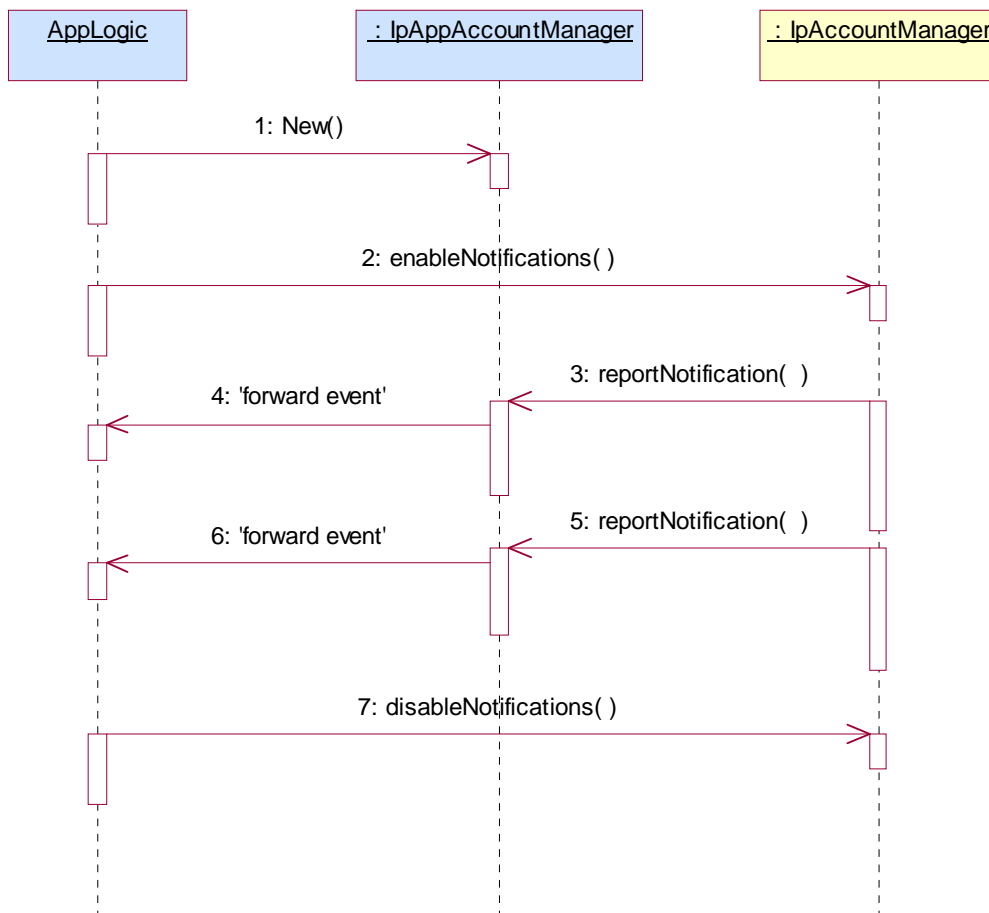 AppLogic
: IpAppAccountManager
: IpAccountManager
1: New()
2: enableNotifications( )
3: reportNotification( )
4: 'forward event'
5: reportNotification( )
6: 'forward event'
7: disableNotifications( )